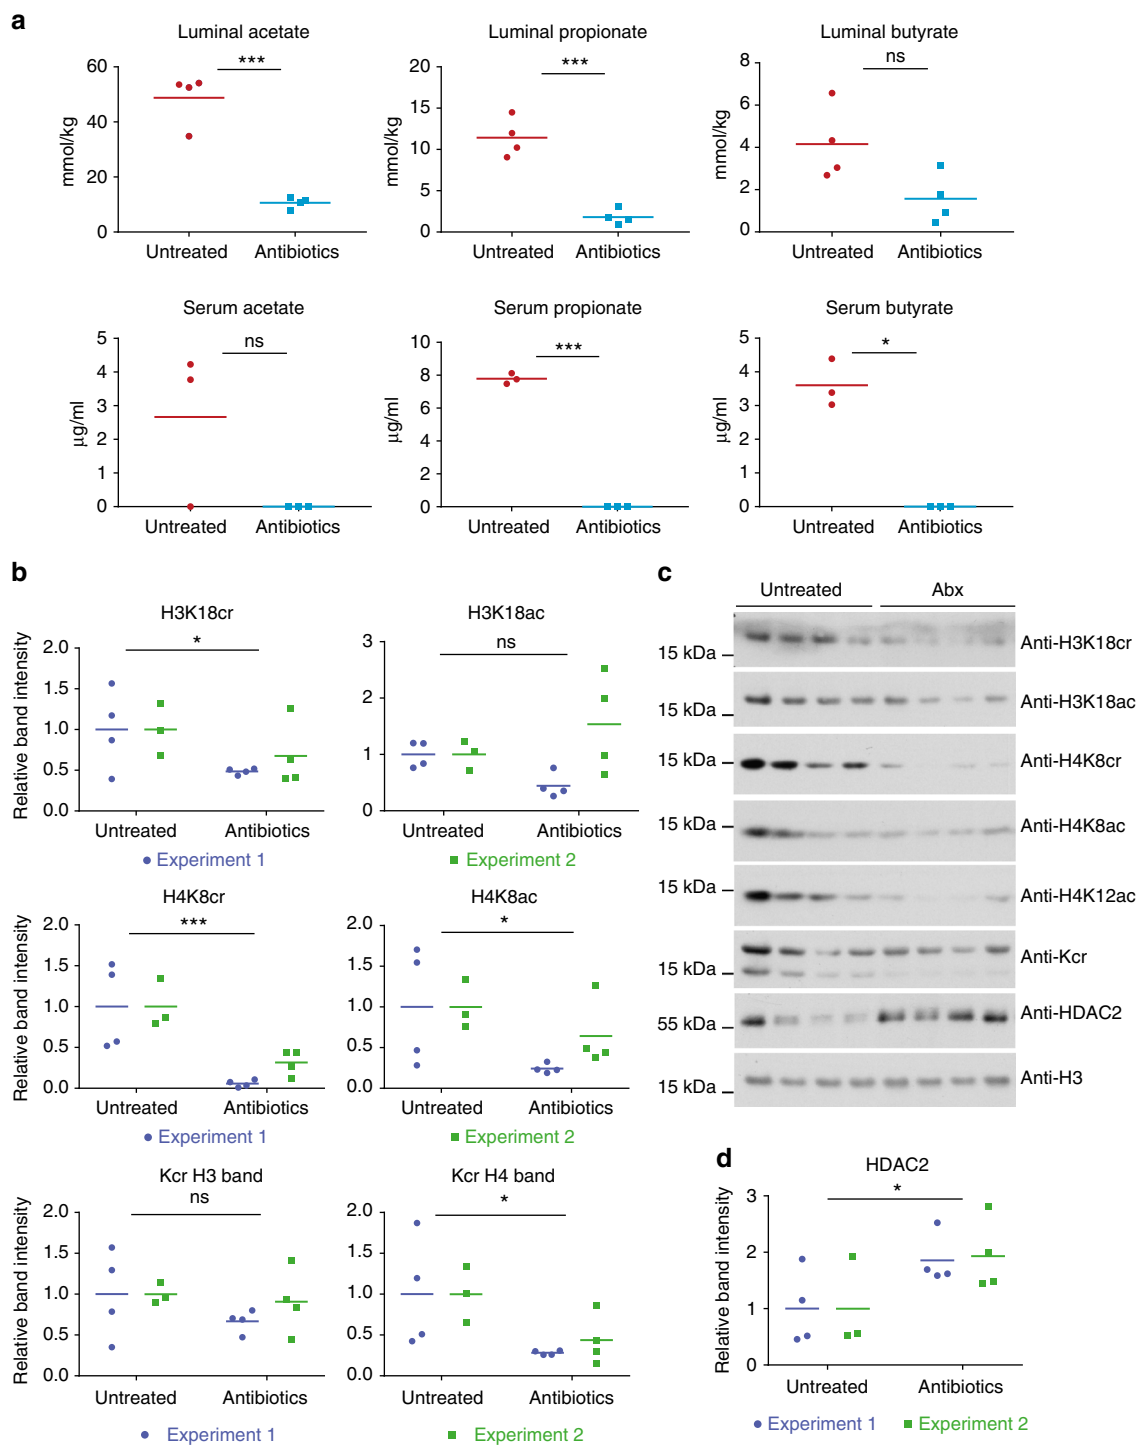 a
Luminal acetate
***
60
40
20
0
mmol/kg
Untreated
Antibiotics
Luminal propionate
***
20
15
10
5
0
mmol/kg
Untreated
Antibiotics
Luminal butyrate
ns
8
6
4
2
0
mmol/kg
Untreated
Antibiotics
Serum acetate
ns
5
4
3
2
1
0
µg/ml
Untreated
Antibiotics
Serum propionate
***
10
8
6
4
2
0
µg/ml
Untreated
Antibiotics
Serum butyrate
*
5
4
3
2
1
0
µg/ml
Untreated
Antibiotics
b
H3K18cr
*
2.0
1.5
1.0
0.5
0.0
Relative band intensity
Untreated
Antibiotics
Experiment 1
H3K18ac
ns
3
2
1
0
Untreated
Antibiotics
Experiment 2
H4K8cr
***
2.0
1.5
1.0
0.5
0.0
Relative band intensity
Untreated
Antibiotics
Experiment 1
H4K8ac
*
2.0
1.5
1.0
0.5
0.0
Untreated
Antibiotics
Experiment 2
Kcr H3 band
ns
2.0
1.5
1.0
0.5
0.0
Relative band intensity
Untreated
Antibiotics
Experiment 1
Kcr H4 band
*
2.0
1.5
1.0
0.5
0.0
Untreated
Antibiotics
Experiment 2
c
Untreated
Abx
15 kDa
Anti-H3K18cr
15 kDa
Anti-H3K18ac
15 kDa
Anti-H4K8cr
15 kDa
Anti-H4K8ac
15 kDa
Anti-H4K12ac
15 kDa
Anti-Kcr
55 kDa
Anti-HDAC2
15 kDa
Anti-H3
d
HDAC2
*
3
2
1
0
Relative band intensity
Untreated
Antibiotics
Experiment 1
Experiment 2